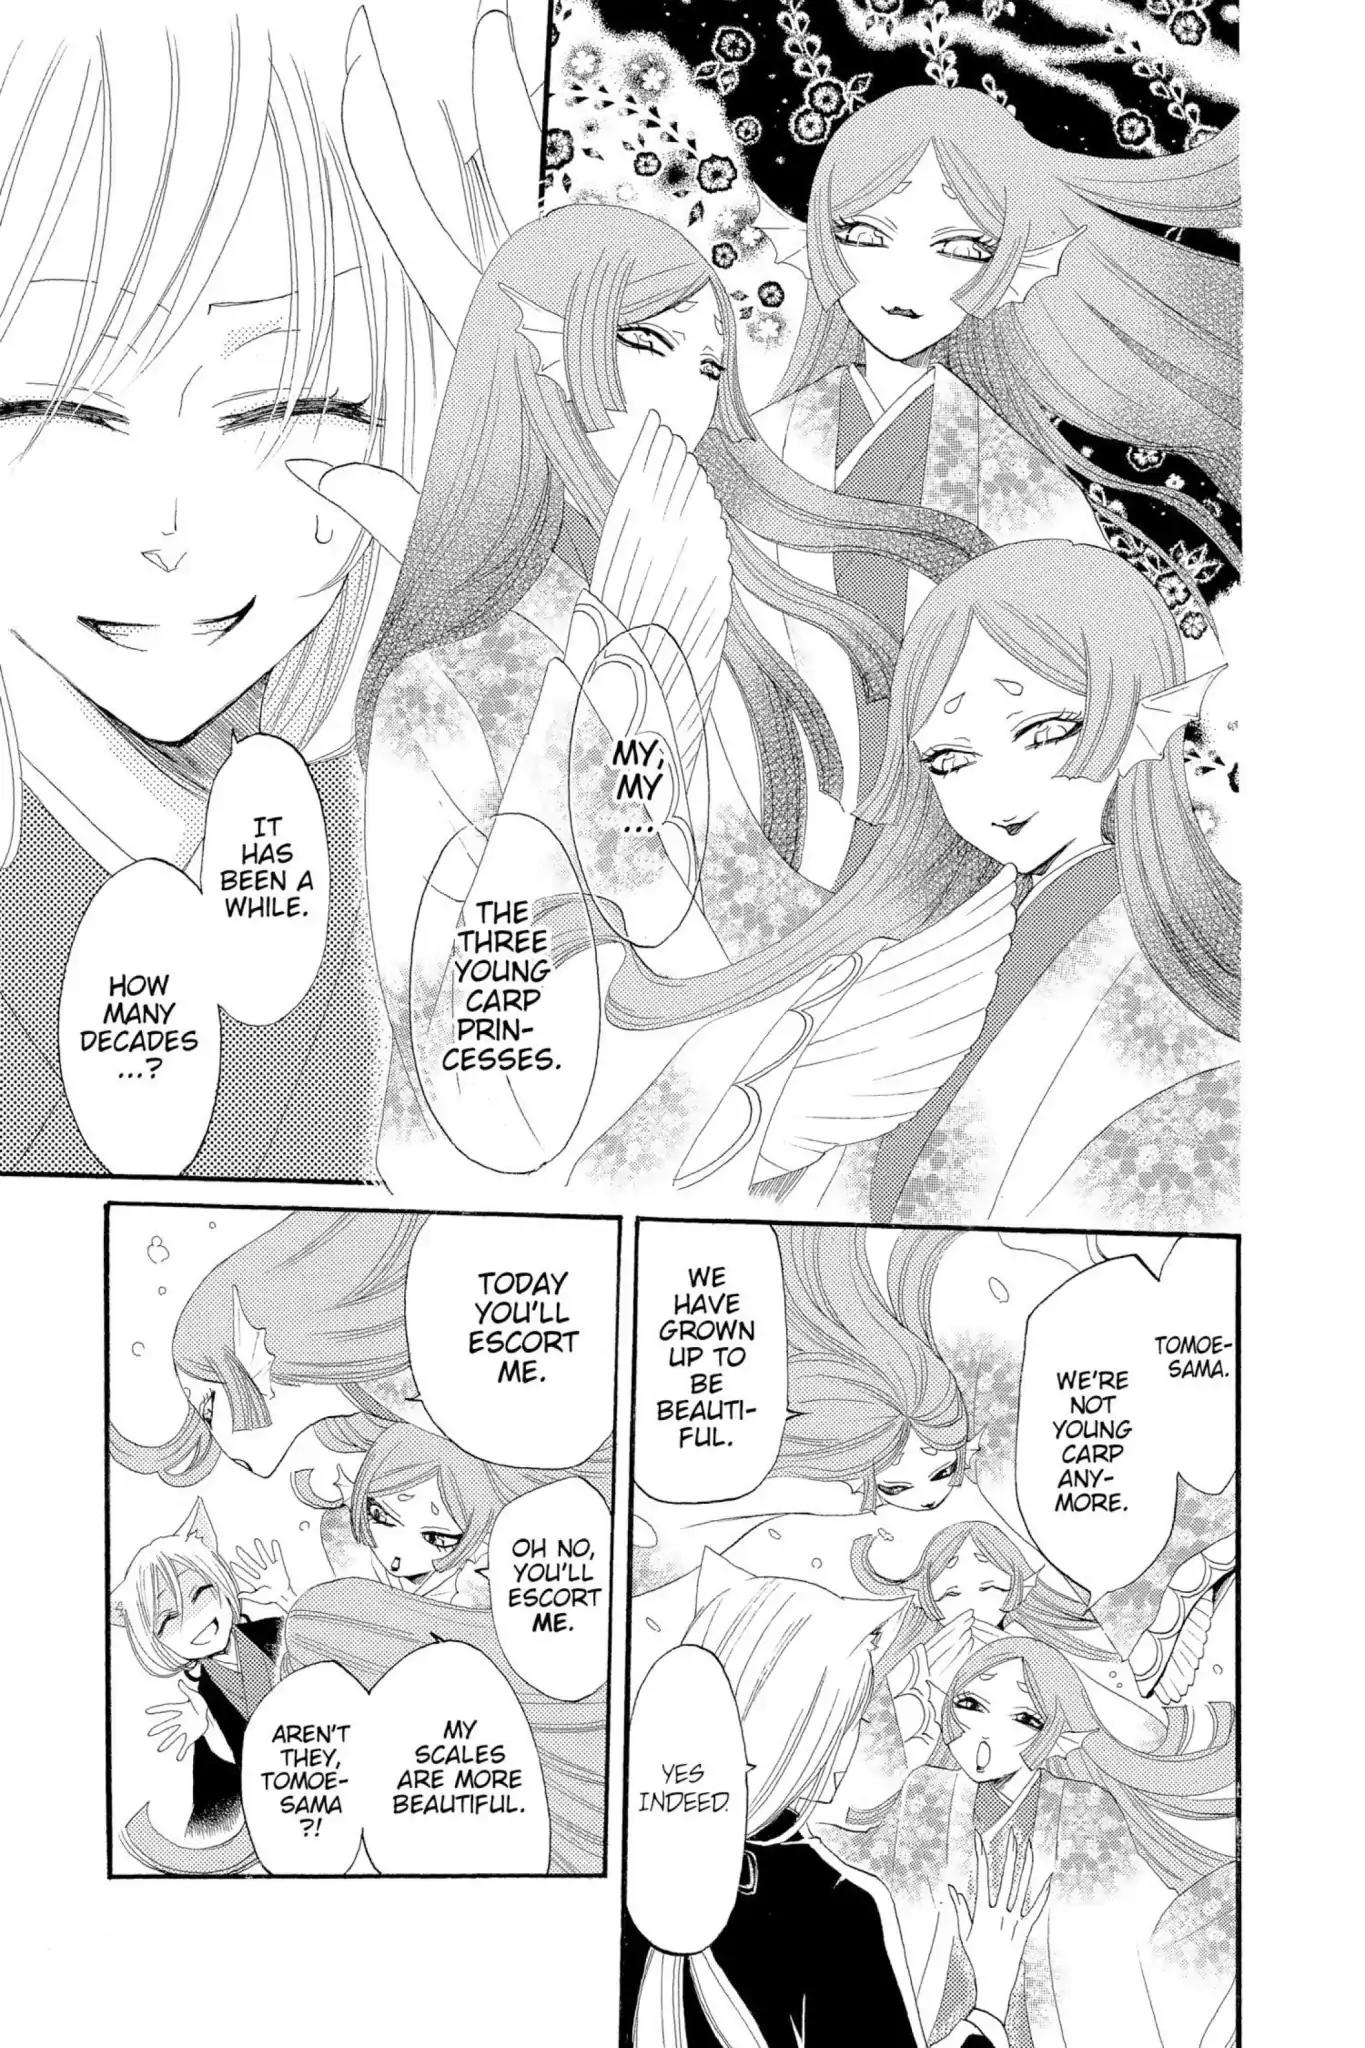 MY,
MY
...
THE
THREE
YOUNG
CARP
PRIN-
CESSES.
IT
HAS
BEEN A
WHILE.
HOW
MANY
DECADES
...?
TOMOE-
SAMA.
WE'RE
NOT
YOUNG
CARP
ANY-
MORE.
WE
HAVE
GROWN
UP TO
BE
BEAUTI-
FUL.
YES
INDEED.
TODAY
YOU'LL
ESCORT
ME.
OH NO,
YOU'LL
ESCORT
ME.
MY
SCALES
ARE MORE
BEAUTIFUL.
AREN'T
THEY,
TOMOE-
SAMA
?!